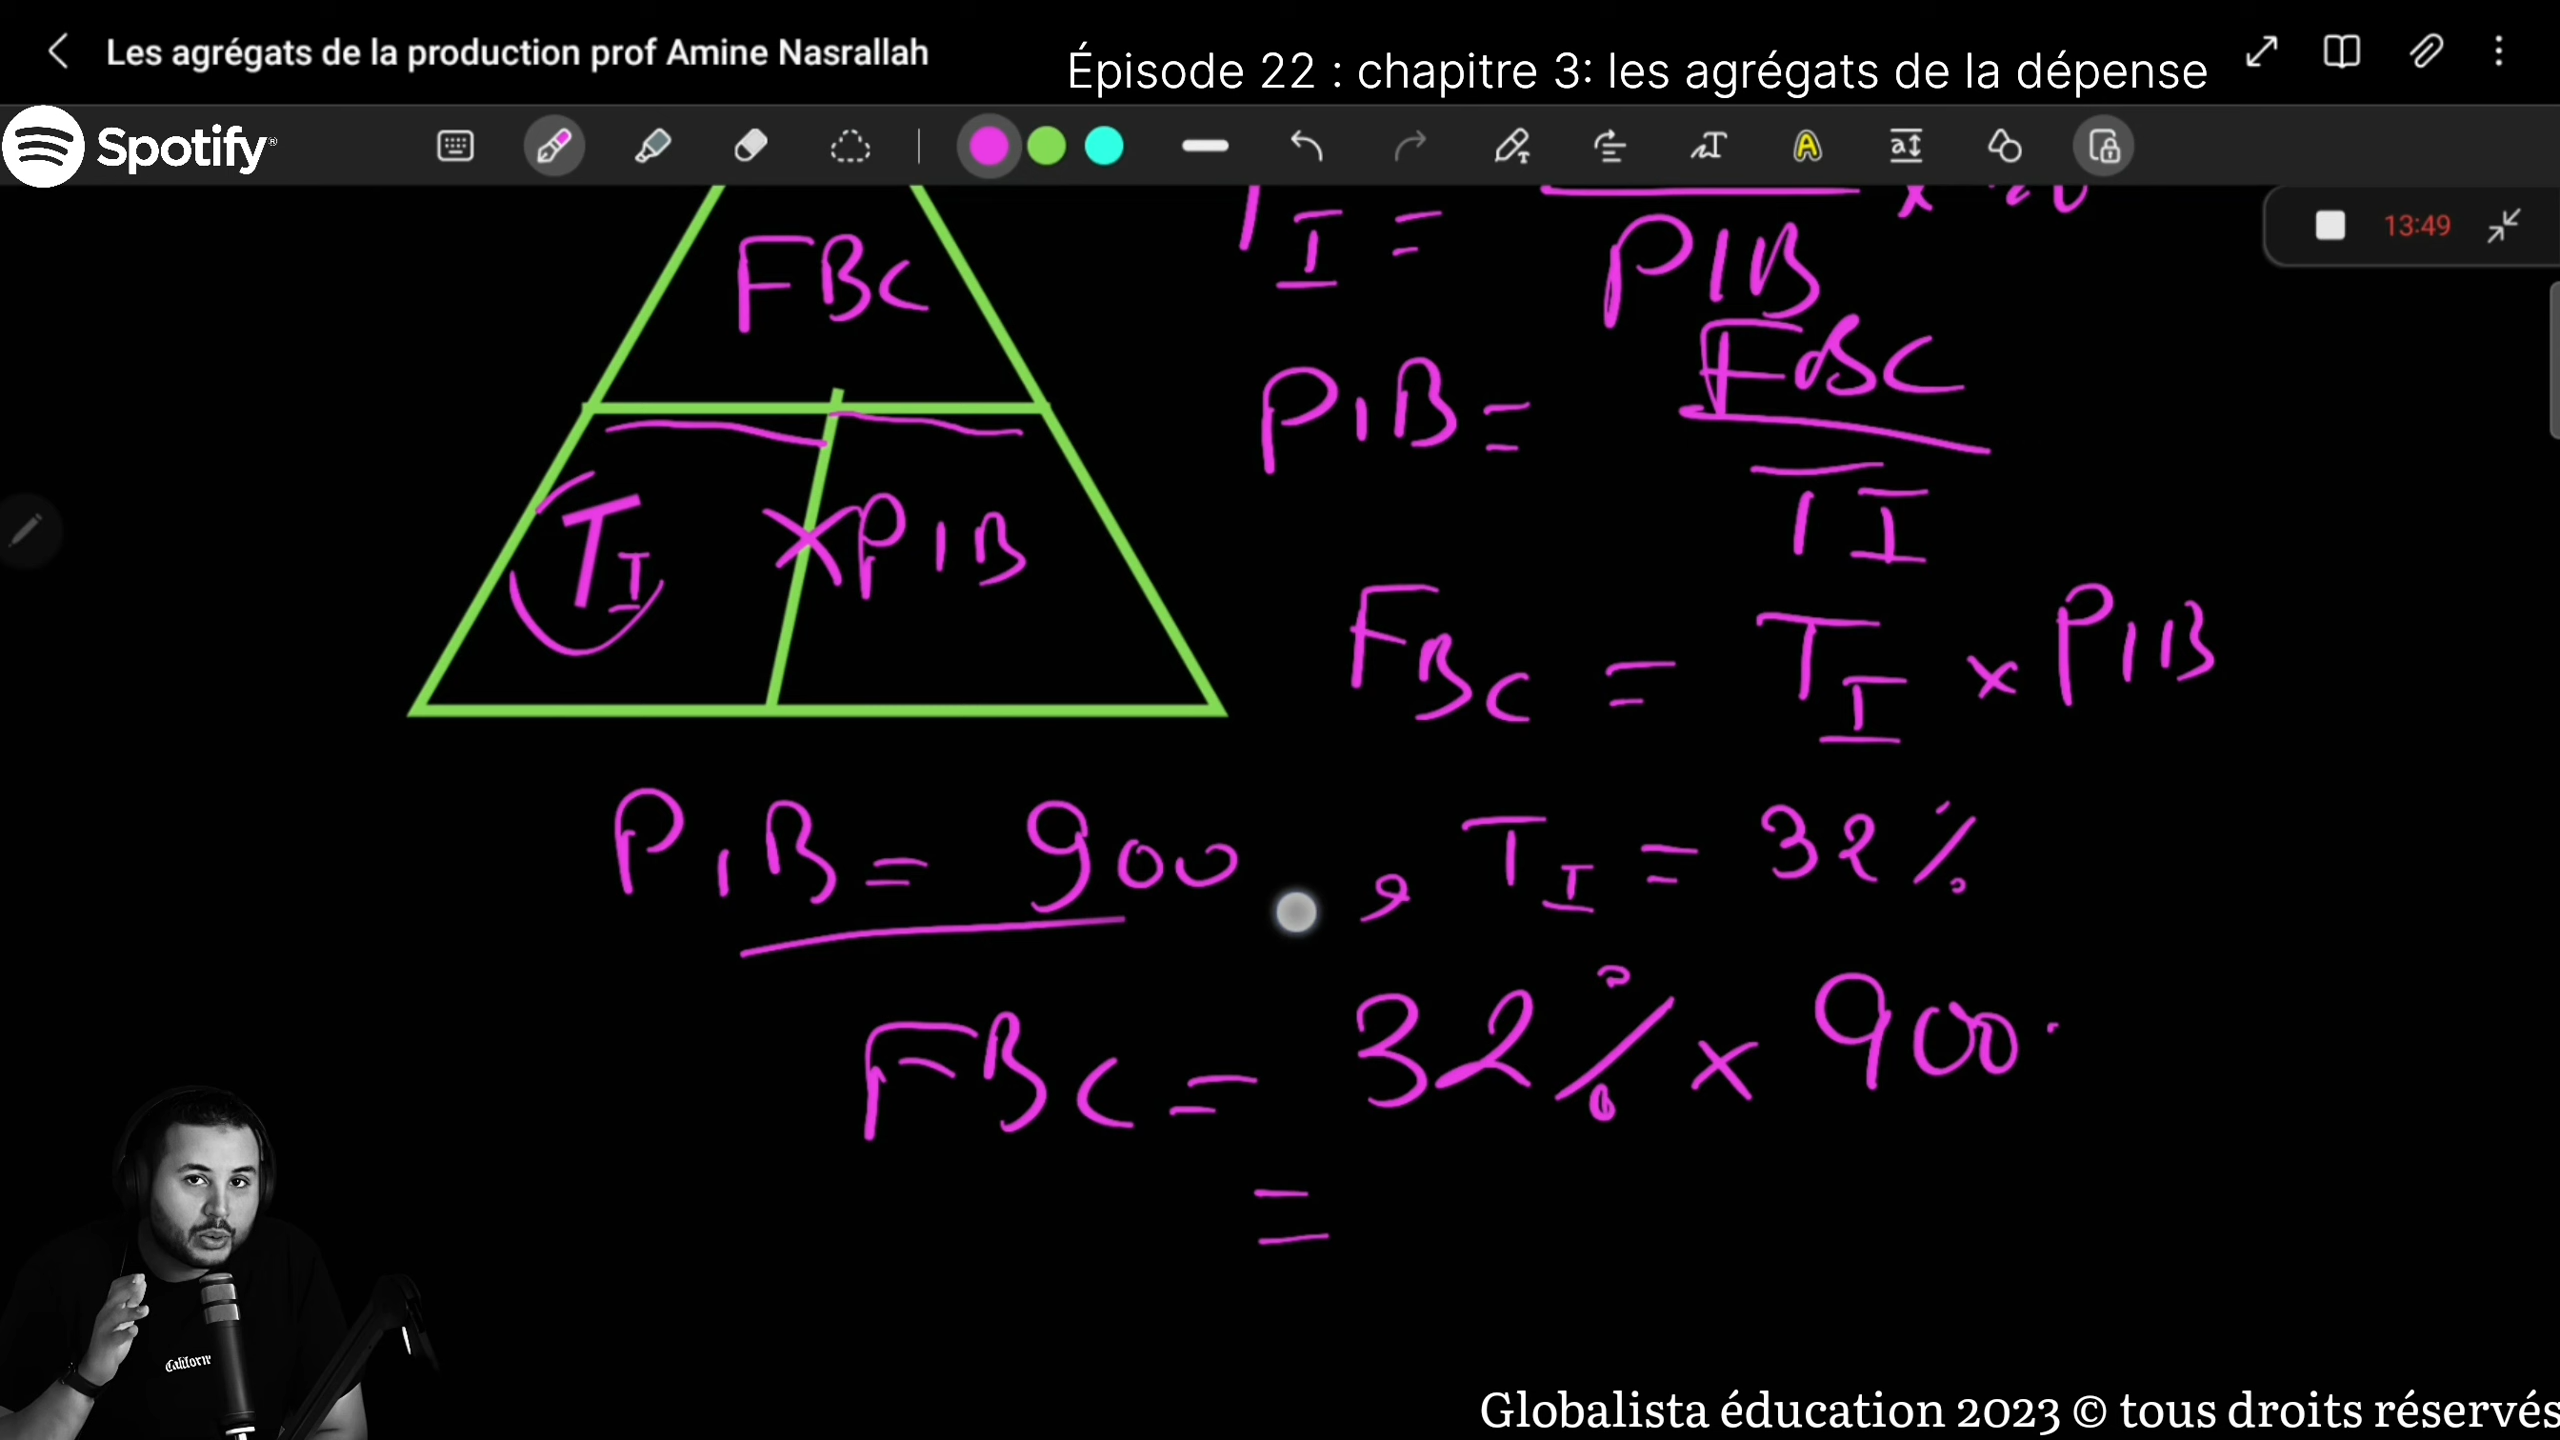 Les agrégats de la production prof Amine Nasrallah
Épisode 22 : chapitre 3: les agrégats de la dépense
Spotify®
13:49
FBC
TI × PIB
TI =
PIB
PIB = FBC
TI
FBC = TI × PIB
PIB = 900 , TI = 32%
FBC = 32% × 900
=
Globalista éducation 2023 © tous droits réservés